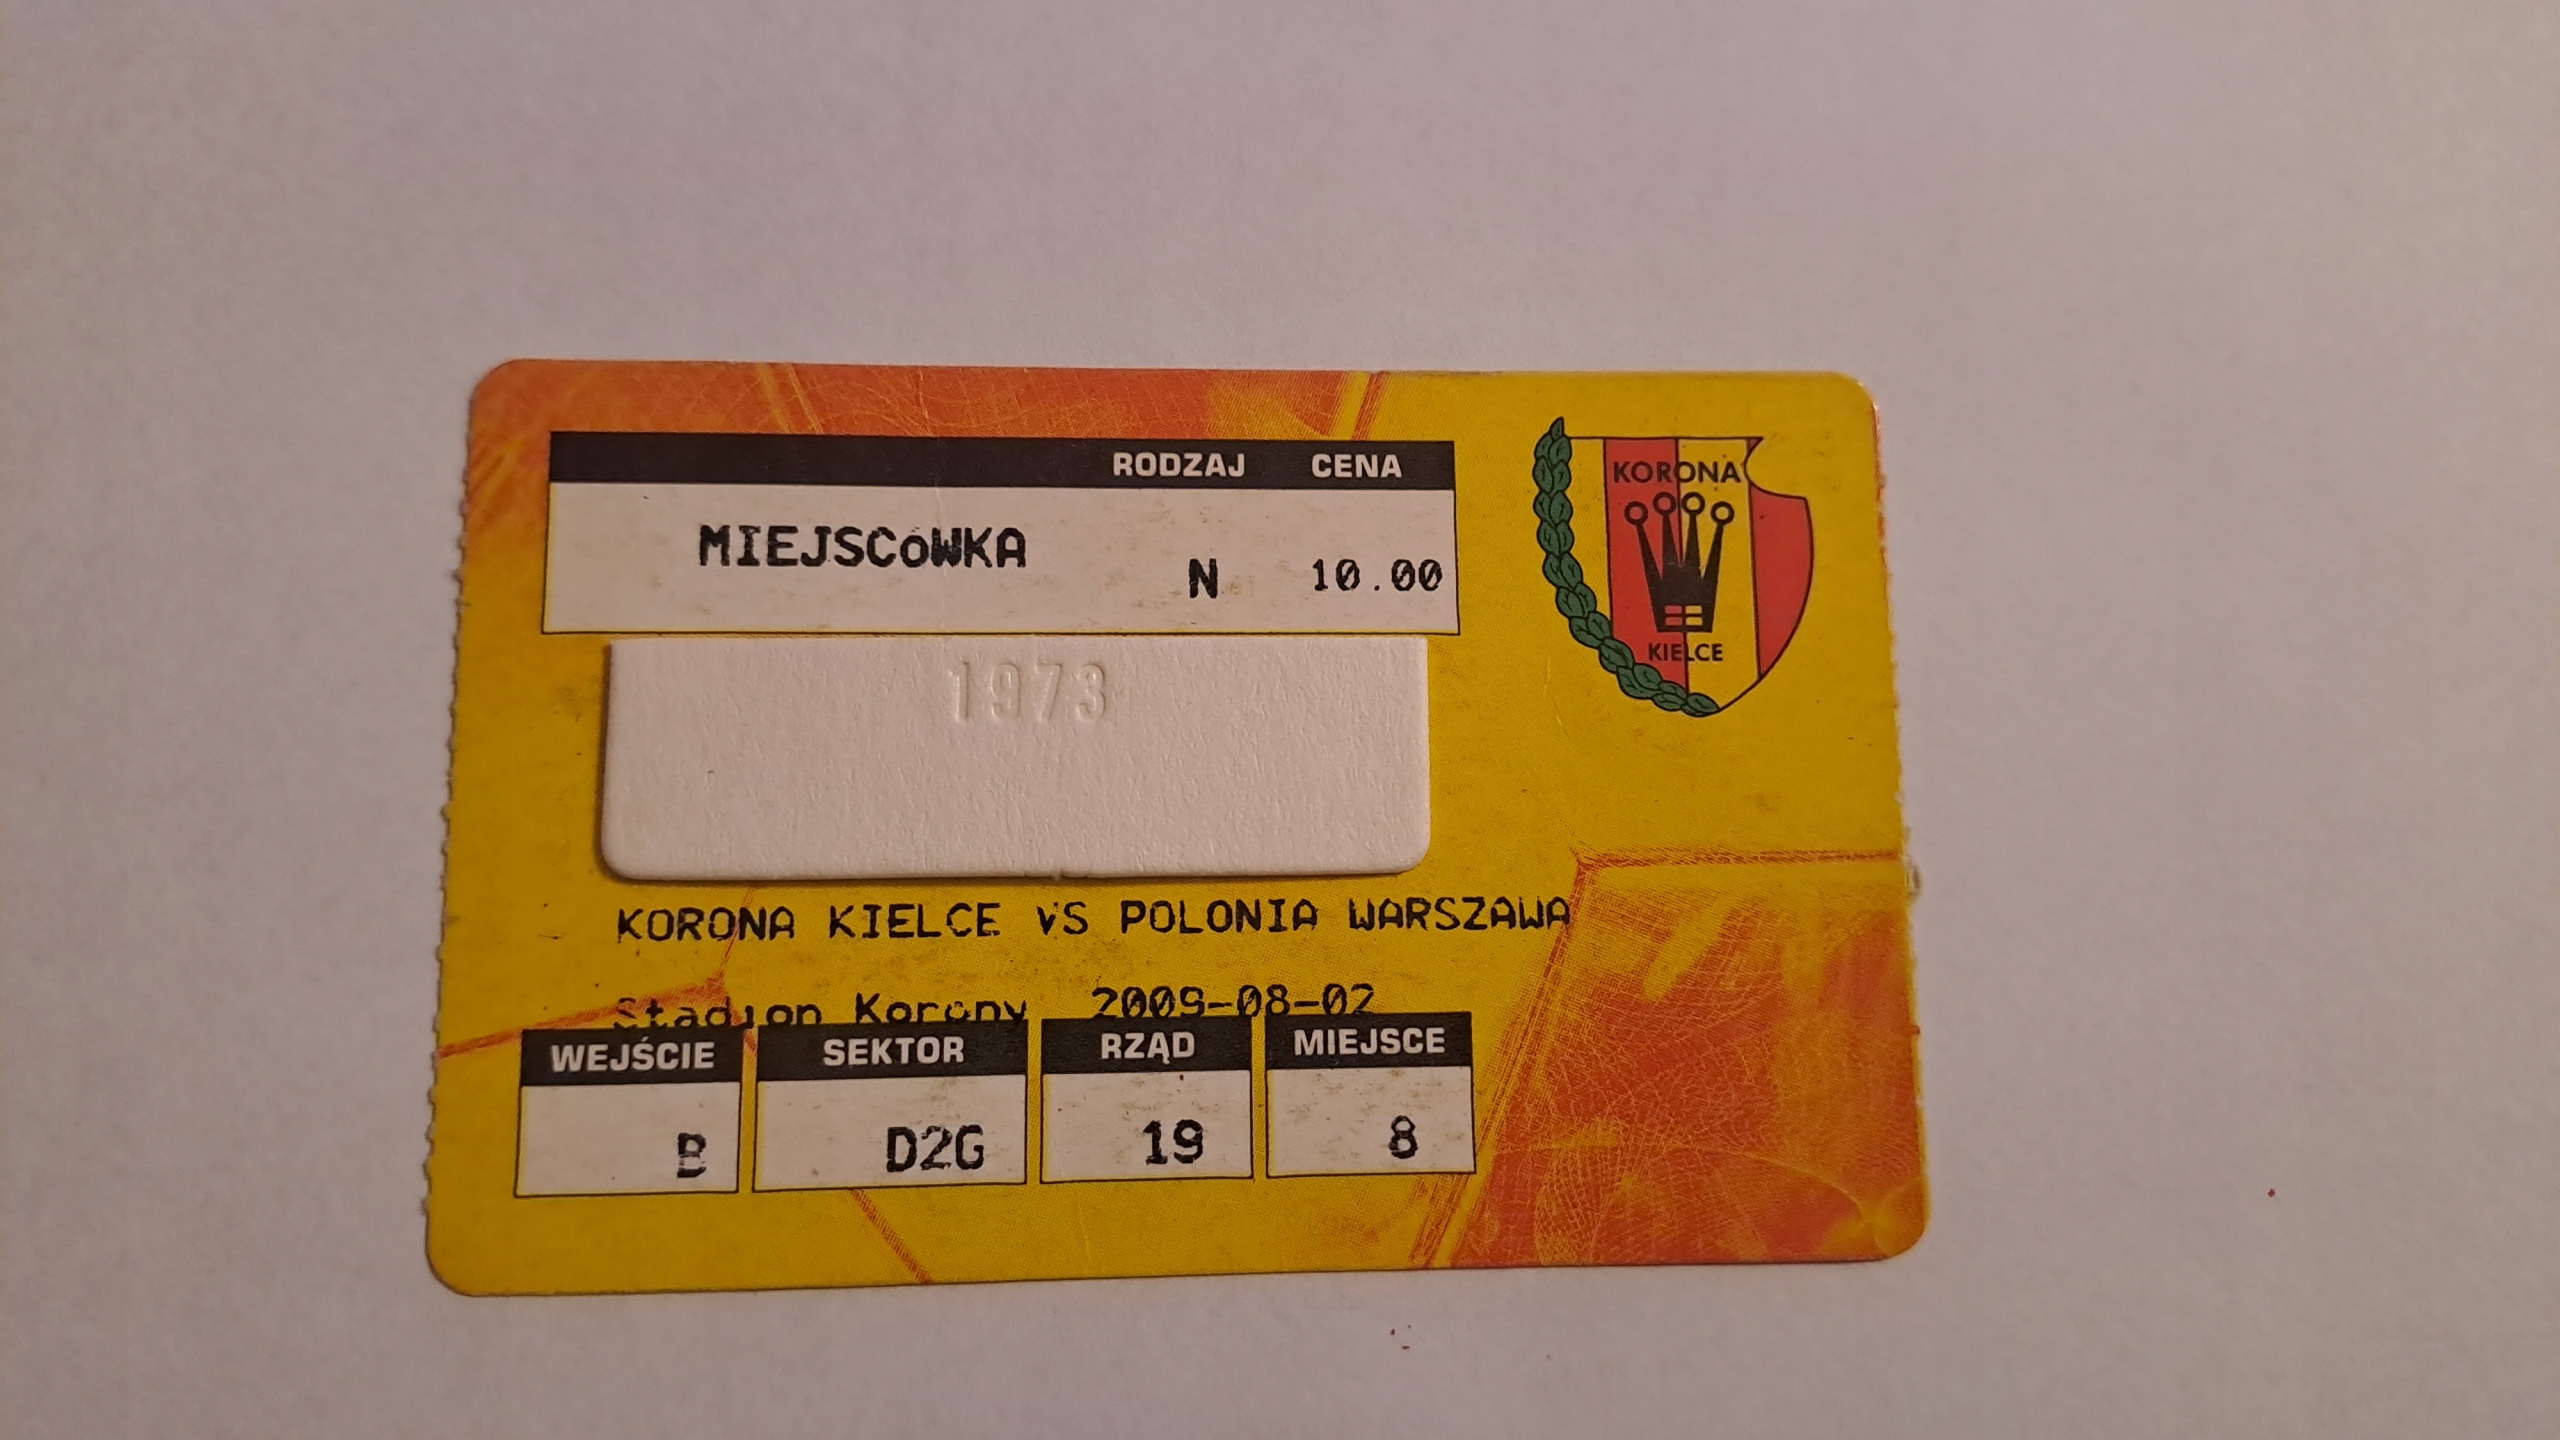 RODZAJ CENA
MIEJSCóWKA
N 10.00
KORONA
KIELCE
1973
KORONA KIELCE VS POLONIA WARSZAWA
Stadion Korony 2009-08-02
WEJŚCIE SEKTOR RZĄD MIEJSCE
B D2G 19 8